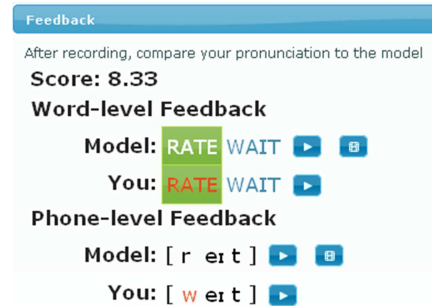 Feedback
After recording, compare your pronunciation to the model
Score: 8.33
Word-level Feedback
Model: RATE WAIT
You: RATE WAIT
Phone-level Feedback
Model: [ r eɪ t ]
You: [ w eɪ t ]